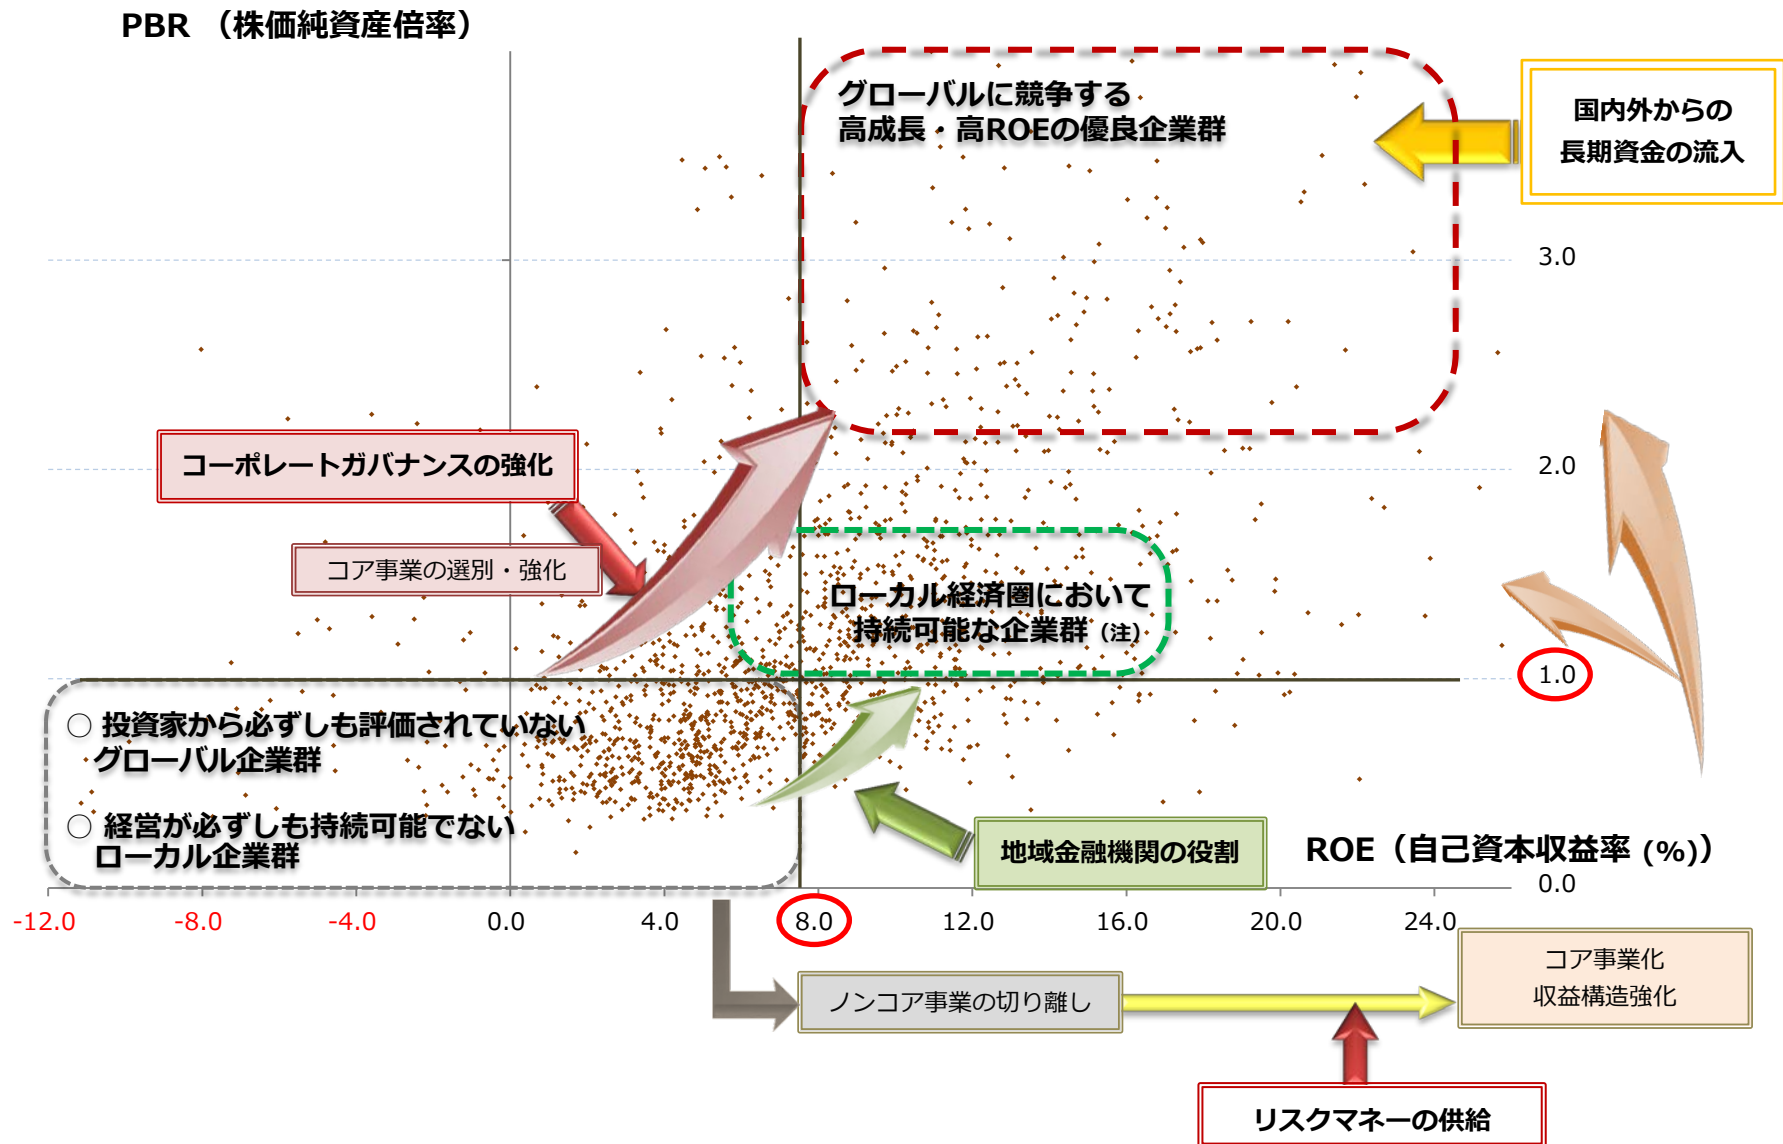 PBR （株価純資産倍率）
グローバルに競争する
高成長・高ROEの優良企業群
国内外からの
長期資金の流入
3.0
コーポレートガバナンスの強化
2.0
コア事業の選別・強化
ローカル経済圏において
持続可能な企業群（注）
1.0
○ 投資家から必ずしも評価されていない
グローバル企業群
○ 経営が必ずしも持続可能でない
ローカル企業群
地域金融機関の役割
ROE（自己資本収益率 (%)）
0.0
-12.0 -8.0 -4.0 0.0 4.0 8.0 12.0 16.0 20.0 24.0
コア事業化
収益構造強化
ノンコア事業の切り離し
リスクマネーの供給